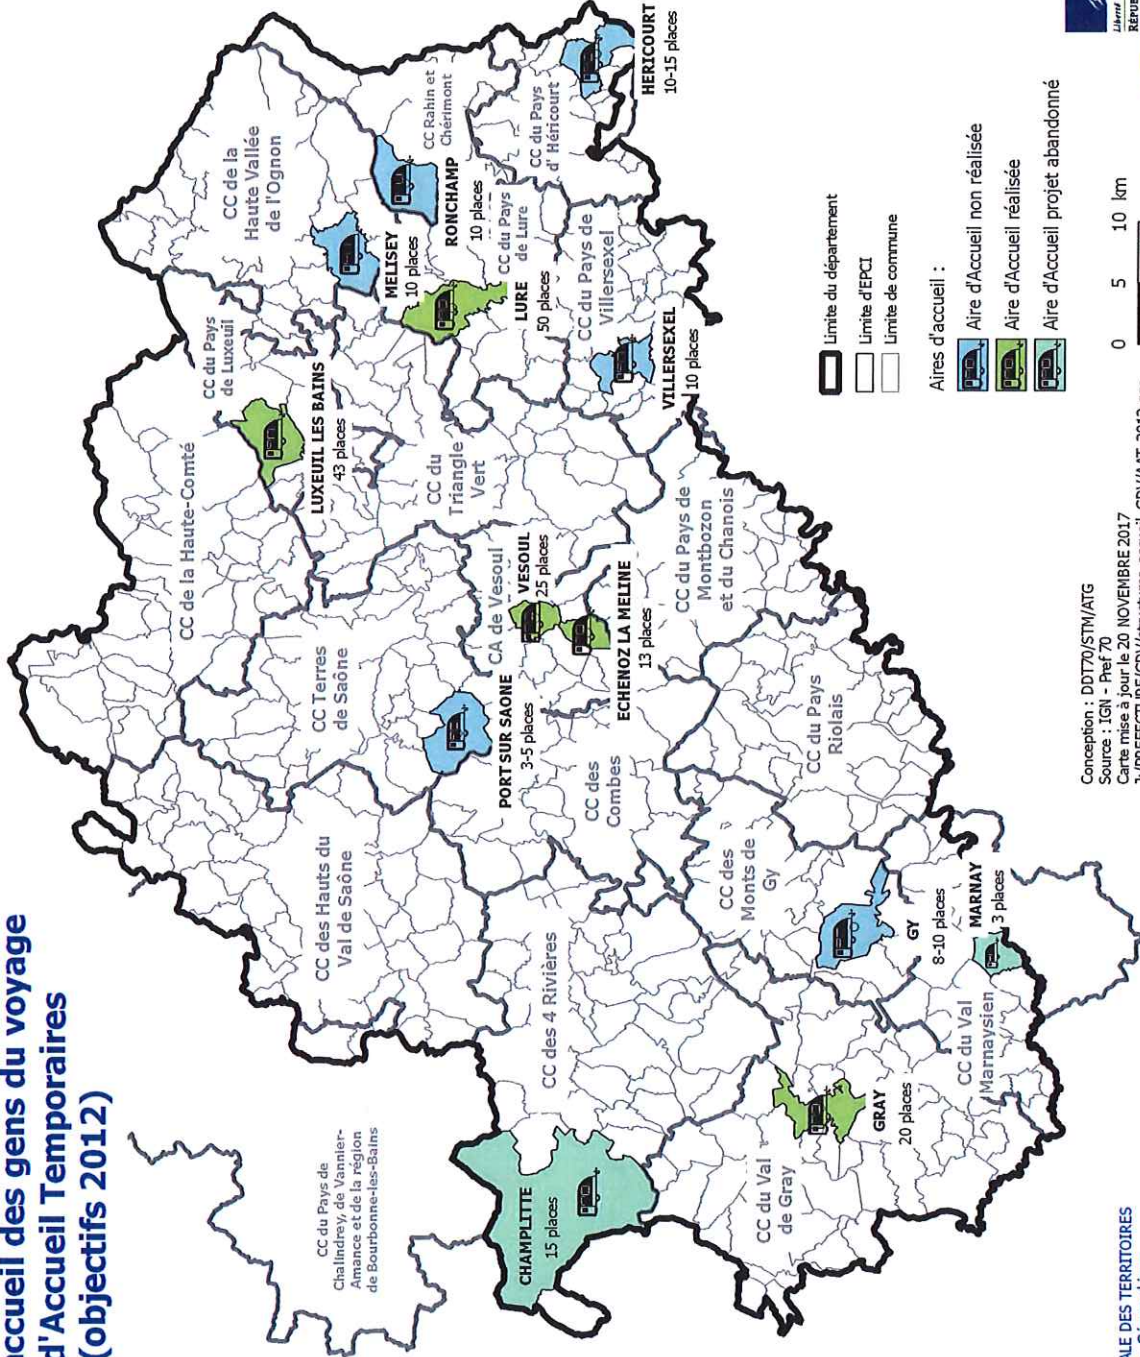 accueil des gens du voyage
d'Accueil Temporaires
(objectifs 2012)
CC du Pays de
Chalindrey, de Vannier-
Amance et de la région
de Bourbonne-les-Bains
CHAMPLITTE
15 places
CC des 4 Rivières
CC du Val
de Gray
GRAY
20 places
CC du Val
Marnaysien
MARNAY
3 places
GY
8-10 places
CC des
Monts de
Gy
CC des Hauts du
Val de Saône
CC Terres
de Saône
PORT SUR SAONE
3-5 places
CC des
Combes
CA de Vesoul
VESOUL
25 places
ECHENOZ LA MELINE
13 places
CC du Pays
Riolais
CC du Pays de
Montbozon
et du Chanois
CC de la Haute-Comté
CC du Pays
de Luxeuil
LUXEUIL LES BAINS
43 places
CC du
Triangle
Vert
CC de la
Haute Vallée
de l'Ognon
MELISEY
10 places
RONCHAMP
10 places
CC Rahin et
Chérimont
LURE
50 places
CC du Pays
de Lure
CC du Pays de
Villersexel
VILLERSEXEL
10 places
CC du Pays
d' Héricourt
HERICOURT
10-15 places
Limite du département
Limite d'EPCI
Limite de commune
Aires d'accueil :
Aire d'Accueil non réalisée
Aire d'Accueil réalisée
Aire d'Accueil projet abandonné
0 5 10 km
Conception : DDT70/STM/ATG
Source : IGN - Pref 70
Carte mise à jour le 20 NOVEMBRE 2017
ALE DES TERRITOIRES
Liberté